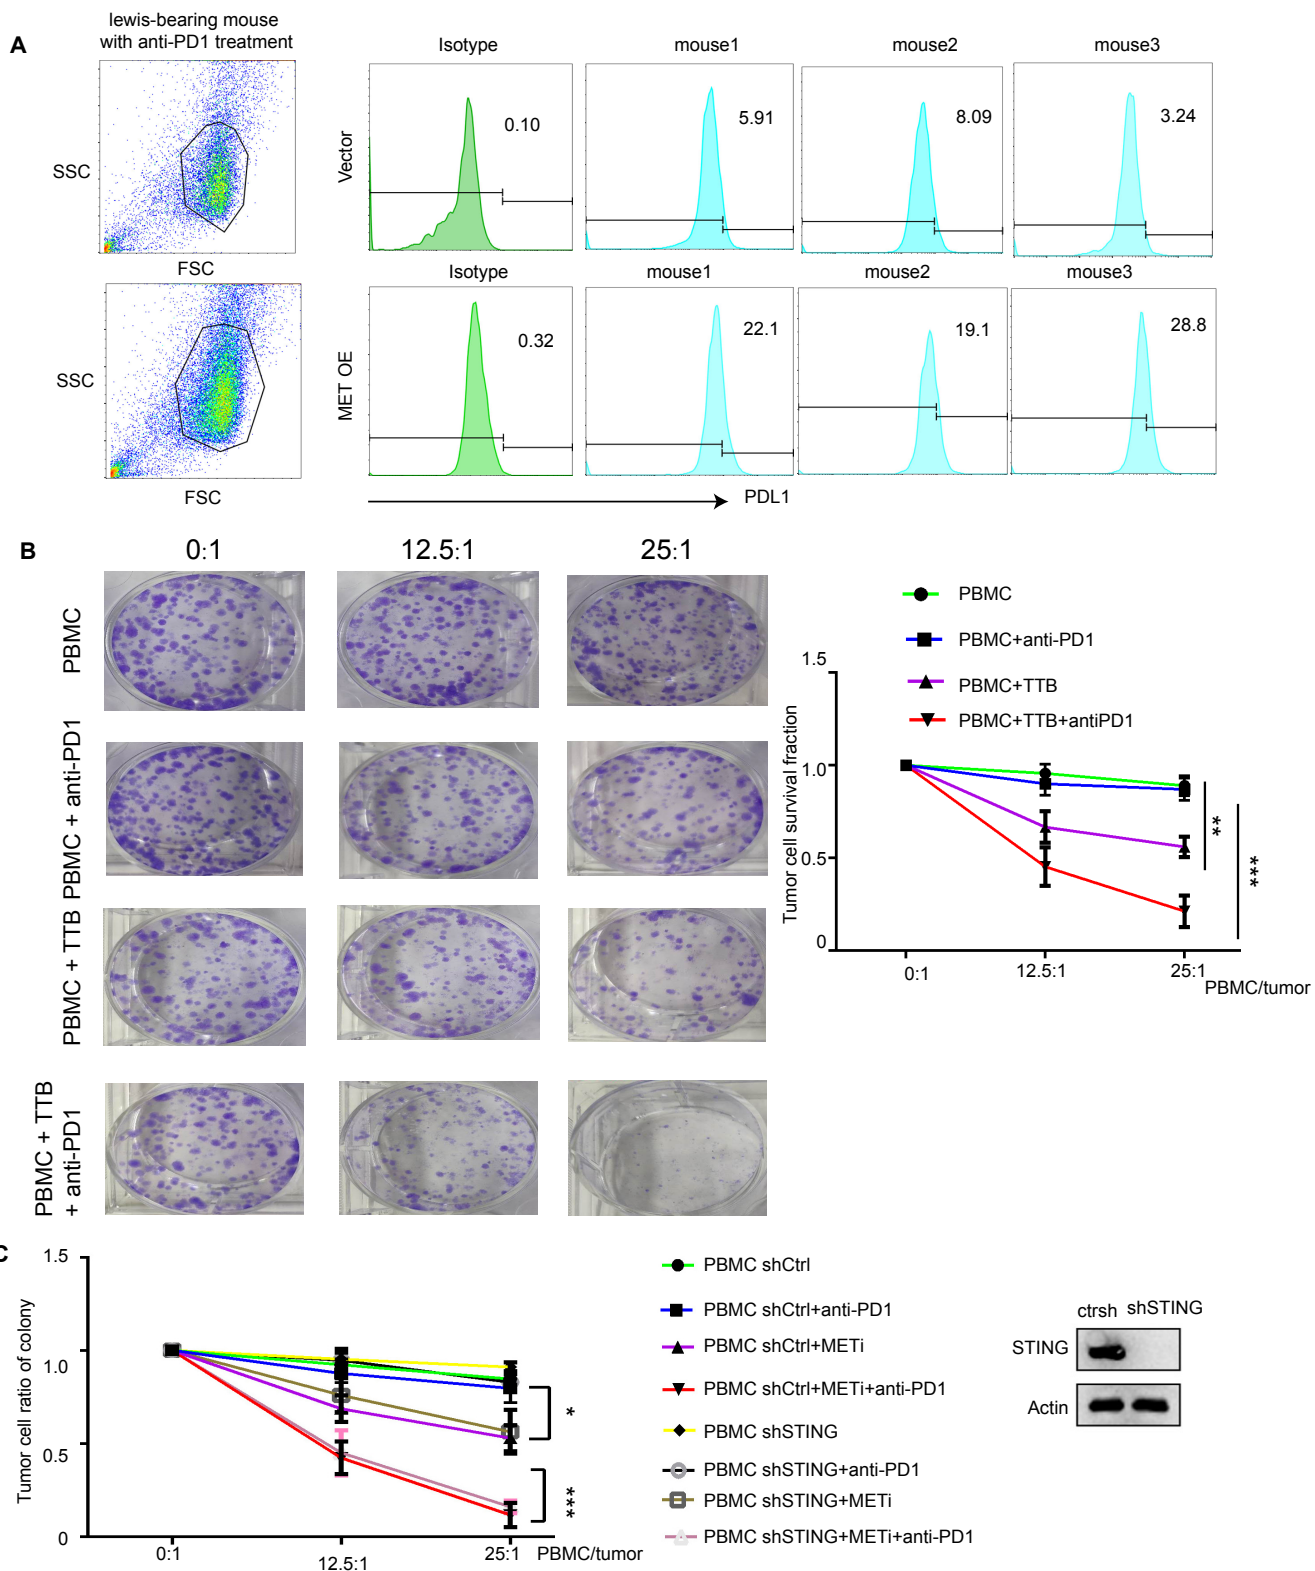 A
lewis-bearing mouse
with anti-PD1 treatment
Isotype
mouse1
mouse2
mouse3
SSC
FSC
Vector
0.10
5.91
8.09
3.24
Isotype
mouse1
mouse2
mouse3
SSC
FSC
MET OE
0.32
22.1
19.1
28.8
PDL1
B
0:1
12.5:1
25:1
PBMC
PBMC + anti-PD1
PBMC + TTB
PBMC + TTB
+ anti-PD1
PBMC
PBMC+anti-PD1
PBMC+TTB
PBMC+TTB+antiPD1
Tumor cell survival fraction
1.5
1.0
0.5
0
**
***
0:1
12.5:1
25:1
PBMC/tumor
C
Tumor cell ratio of colony
1.5
1.0
0.5
0
*
***
0:1
12.5:1
25:1
PBMC/tumor
PBMC shCtrl
PBMC shCtrl+anti-PD1
PBMC shCtrl+METi
PBMC shCtrl+METi+anti-PD1
PBMC shSTING
PBMC shSTING+anti-PD1
PBMC shSTING+METi
PBMC shSTING+METi+anti-PD1
ctrsh shSTING
STING
Actin